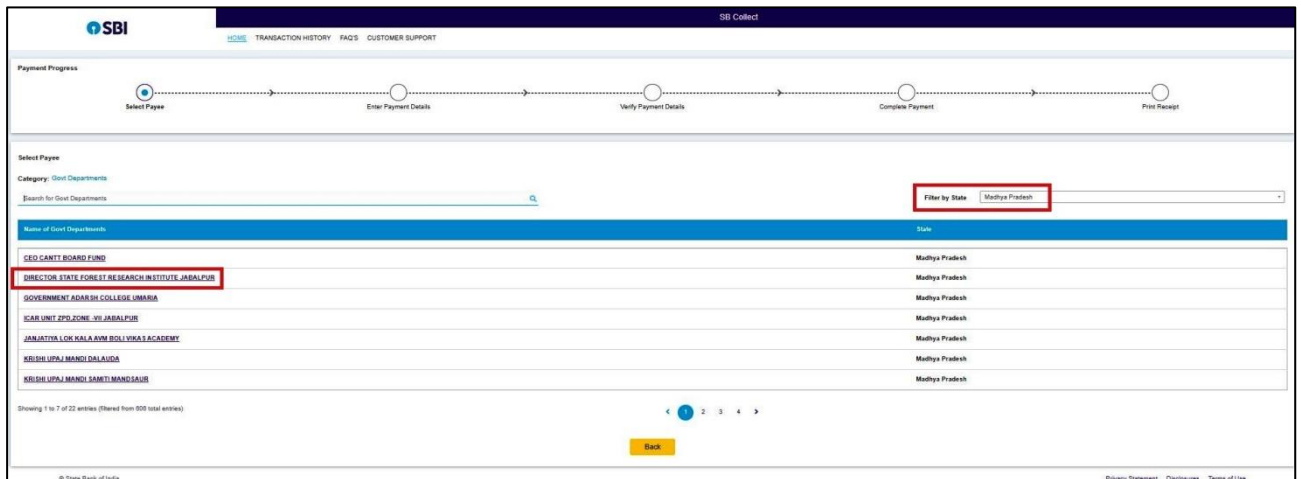 SBI
SB Collect
HOME TRANSACTION HISTORY FAQ'S CUSTOMER SUPPORT
Payment Progress
Select Payee Enter Payment Details Verify Payment Details Complete Payment Print Receipt
Select Payee
Category: Govt Departments
Search for Govt Departments Filter by State Madhya Pradesh
Name of Govt Departments State
CEO CANTT BOARD FUND Madhya Pradesh
DIRECTOR STATE FOREST RESEARCH INSTITUTE JABALPUR Madhya Pradesh
GOVERNMENT ADARSH COLLEGE UMARIA Madhya Pradesh
ICAR UNIT ZPD,ZONE -VII JABALPUR Madhya Pradesh
JANJATIYA LOK KALA AVM BOLI VIKAS ACADEMY Madhya Pradesh
KRISHI UPAJ MANDI DALAUDA Madhya Pradesh
KRISHI UPAJ MANDI SAMITI MANDSAUR Madhya Pradesh
Showing 1 to 7 of 22 entries (filtered from 606 total entries) 1 2 3 4
Back
© State Bank of India Privacy Statement Disclosures Terms of Use